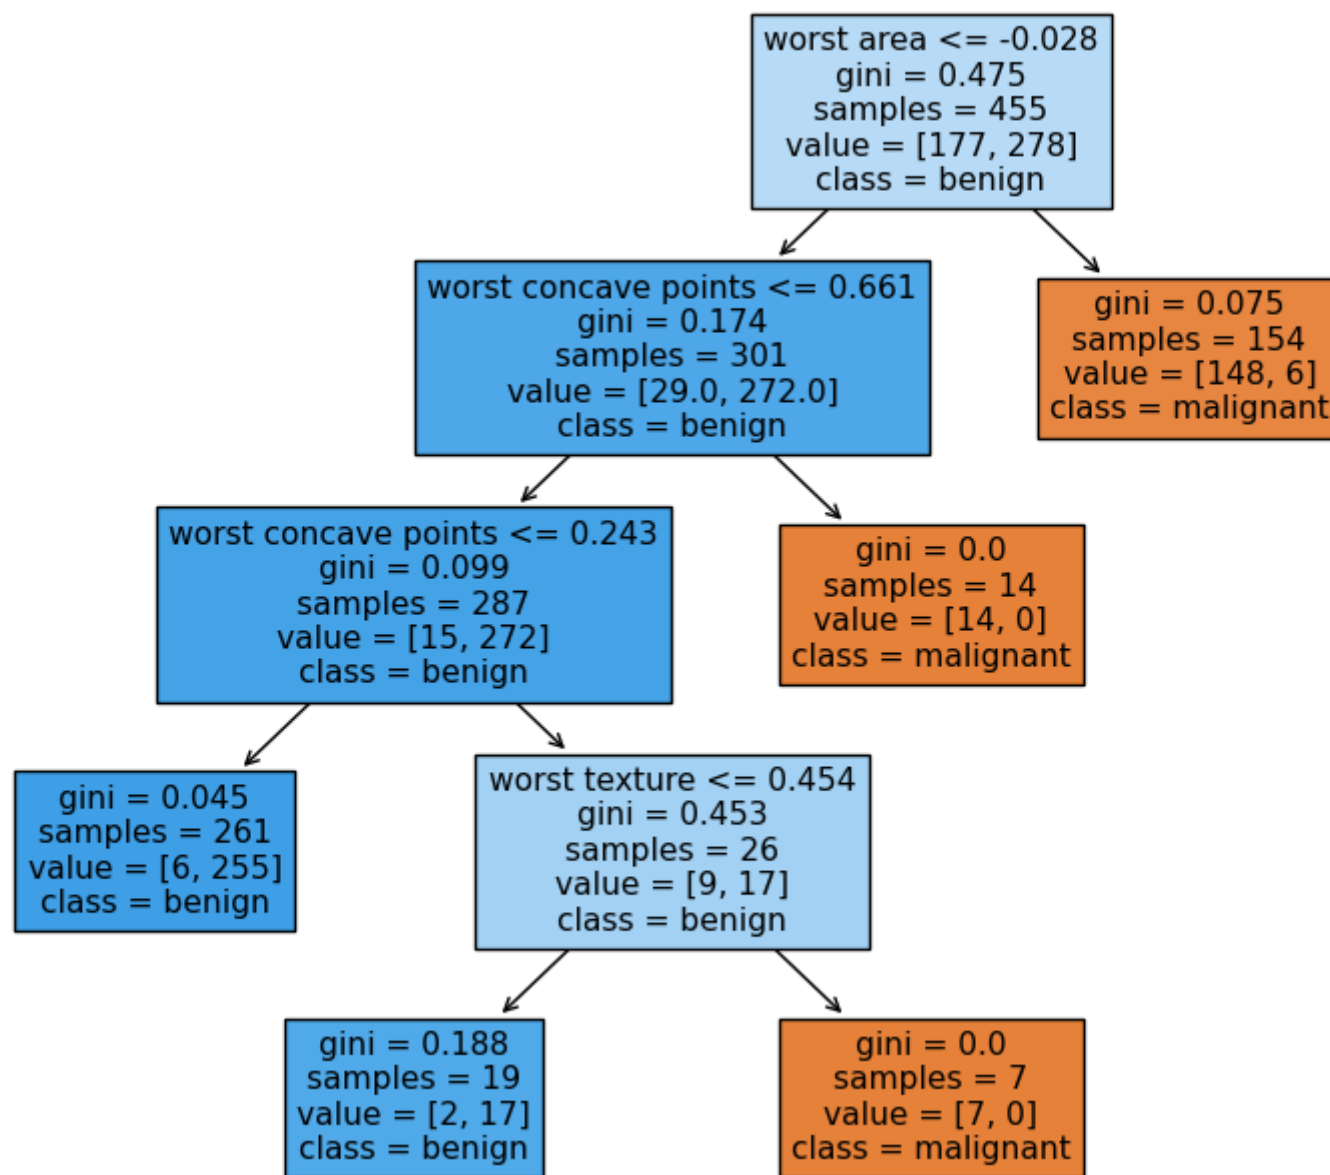 worst area <= -0.028
gini = 0.475
samples = 455
value = [177, 278]
class = benign
worst concave points <= 0.661
gini = 0.174
samples = 301
value = [29.0, 272.0]
class = benign
gini = 0.075
samples = 154
value = [148, 6]
class = malignant
worst concave points <= 0.243
gini = 0.099
samples = 287
value = [15, 272]
class = benign
gini = 0.0
samples = 14
value = [14, 0]
class = malignant
gini = 0.045
samples = 261
value = [6, 255]
class = benign
worst texture <= 0.454
gini = 0.453
samples = 26
value = [9, 17]
class = benign
gini = 0.188
samples = 19
value = [2, 17]
class = benign
gini = 0.0
samples = 7
value = [7, 0]
class = malignant